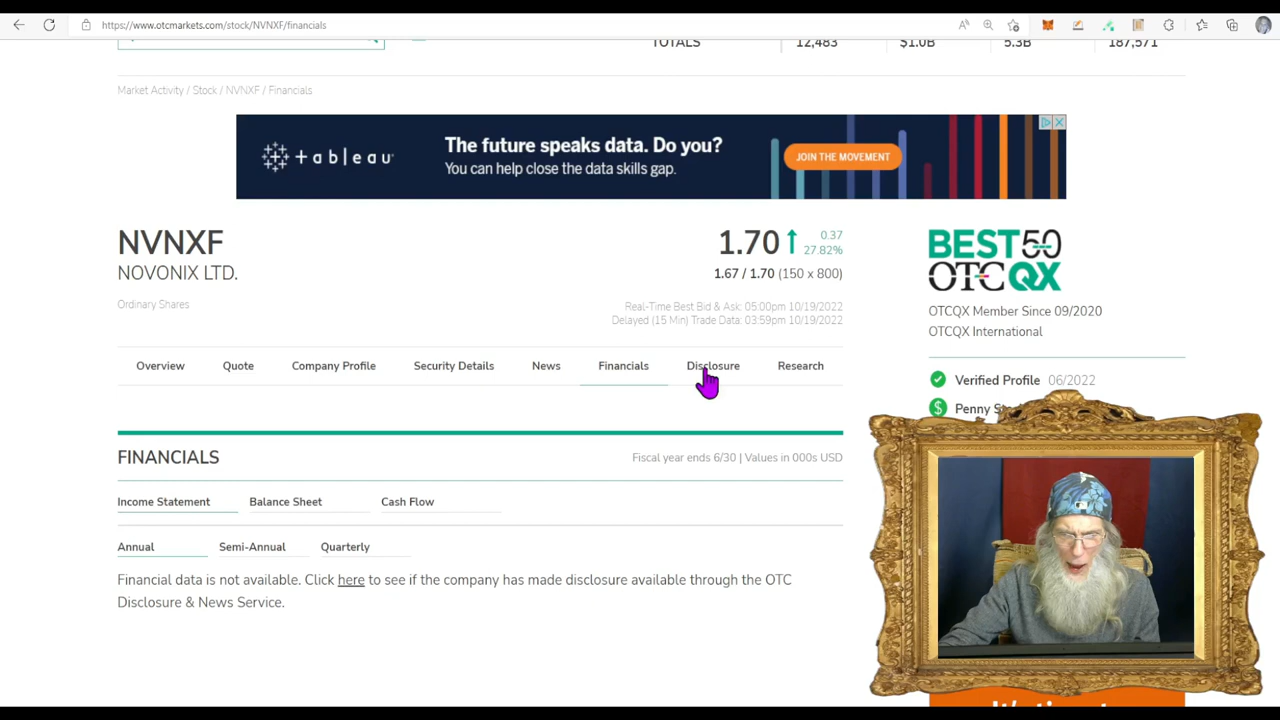 https://www.otcmarkets.com/stock/NVNXF/financials
TOTALS 12,483 $1.0B 5.3B 187,571
Market Activity / Stock / NVNXF / Financials
+ a b l e a u
The future speaks data. Do you?
You can help close the data skills gap.
JOIN THE MOVEMENT
NVNXF
NOVONIX LTD.
Ordinary Shares
1.70 0.37
27.82%
1.67 / 1.70 (150 x 800)
Real-Time Best Bid & Ask: 05:00pm 10/19/2022
Delayed (15 Min) Trade Data: 03:59pm 10/19/2022
BEST50
OTCQX
OTCQX Member Since 09/2020
OTCQX International
Verified Profile 06/2022
Overview Quote Company Profile Security Details News Financials Disclosure Research
FINANCIALS
Fiscal year ends 6/30 | Values in 000s USD
Income Statement Balance Sheet Cash Flow
Annual Semi-Annual Quarterly
Financial data is not available. Click here to see if the company has made disclosure available through the OTC
Disclosure & News Service.
Penny